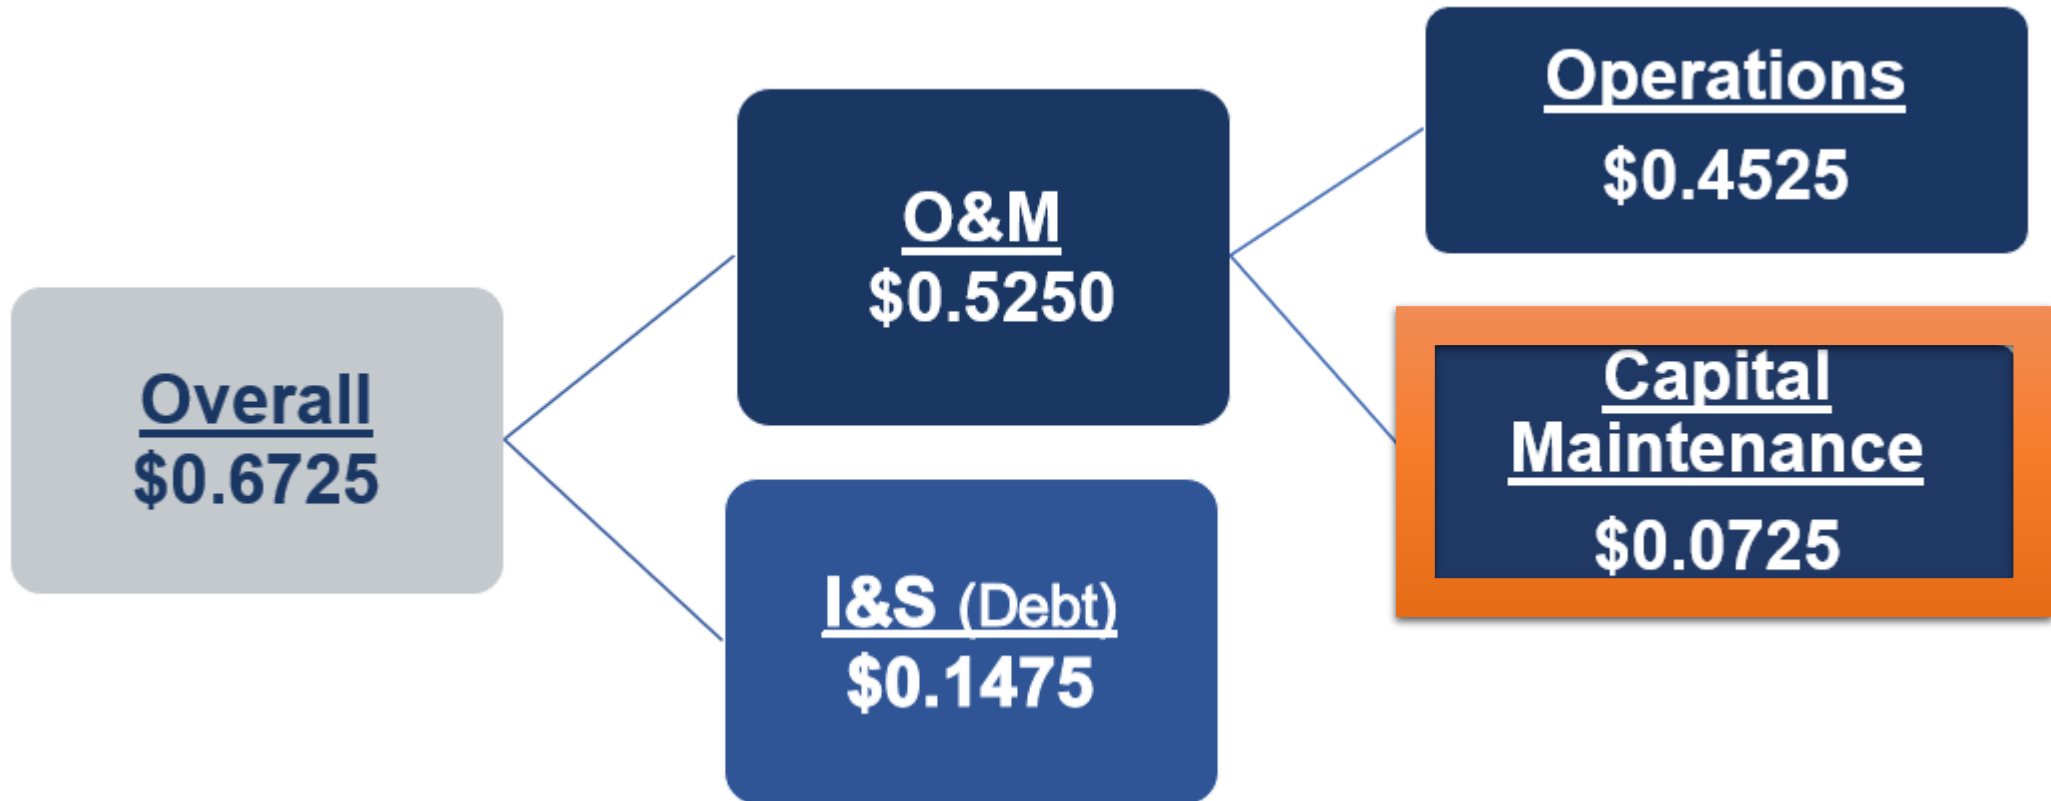 Overall
$0.6725
O&M
$0.5250
I&S (Debt)
$0.1475
Operations
$0.4525
Capital
Maintenance
$0.0725